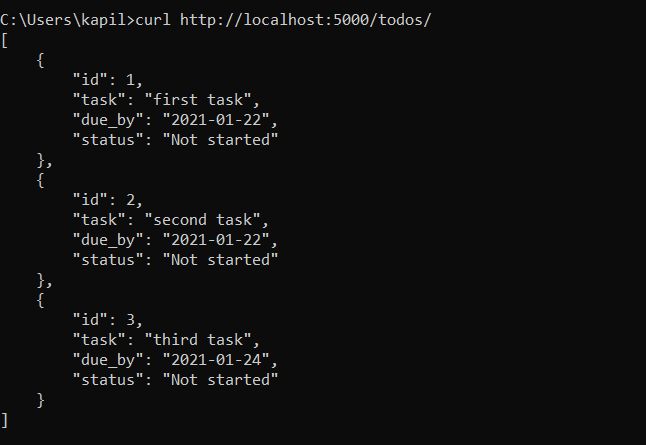 C:\Users\kapil>curl http://localhost:5000/todos/
[
    {
        "id": 1,
        "task": "first task",
        "due_by": "2021-01-22",
        "status": "Not started"
    },
    {
        "id": 2,
        "task": "second task",
        "due_by": "2021-01-22",
        "status": "Not started"
    },
    {
        "id": 3,
        "task": "third task",
        "due_by": "2021-01-24",
        "status": "Not started"
    }
]